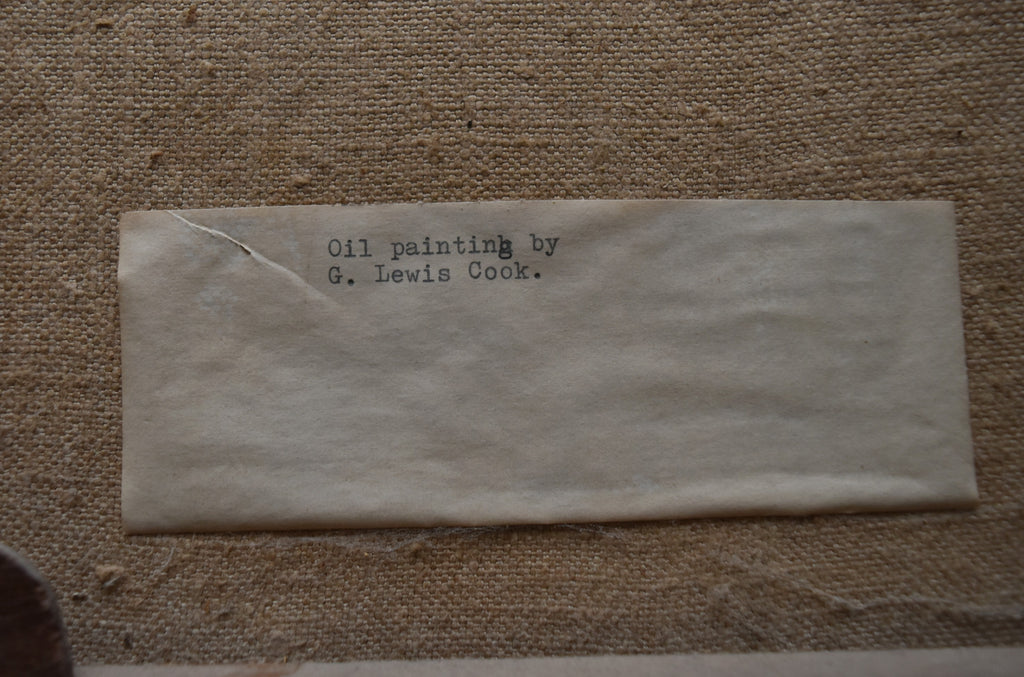 Oil painting by
G. Lewis Cook.